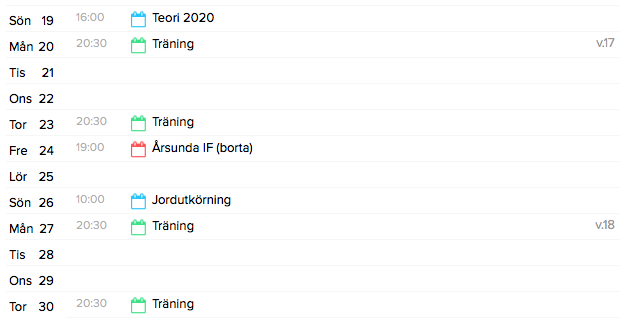 Sön 19 16:00 Teori 2020
Mån 20 20:30 Träning v.17
Tis 21
Ons 22
Tor 23 20:30 Träning
Fre 24 19:00 Årsunda IF (borta)
Lör 25
Sön 26 10:00 Jordutkörning
Mån 27 20:30 Träning v.18
Tis 28
Ons 29
Tor 30 20:30 Träning